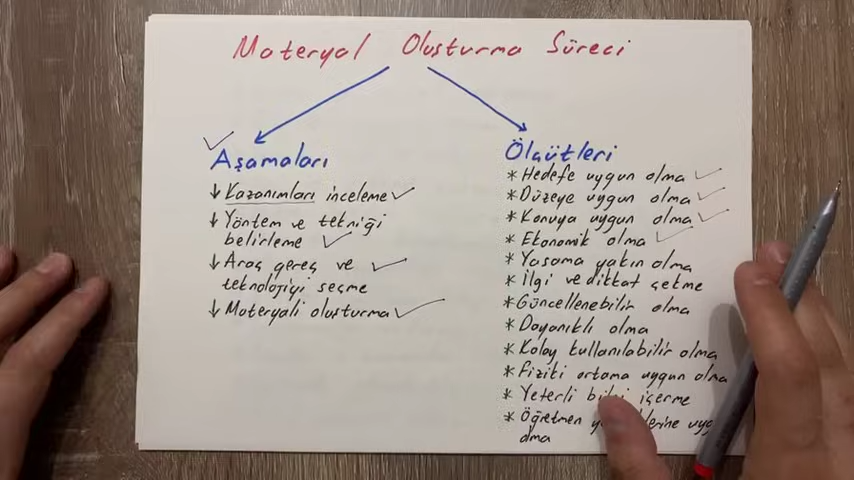 Materyal Oluşturma Süreci
Aşamaları
↓ Kazanımları inceleme
↓ Yöntem ve tekniği
belirleme
↓ Araç gereç ve
teknolojiyi seçme
↓ Materyali oluşturma
Ölçütleri
* Hedefe uygun olma
* Düzeye uygun olma
* Konuya uygun olma
* Ekonomik olma
* Yaşama yakın olma
* İlgi ve dikkat çetme
* Güncellenebilir olma
* Dayanıklı olma
* Kolay kullanılabilir olma
* Fiziki ortama uygun olma
* Yeterli içerme
* Öğretmen
olma